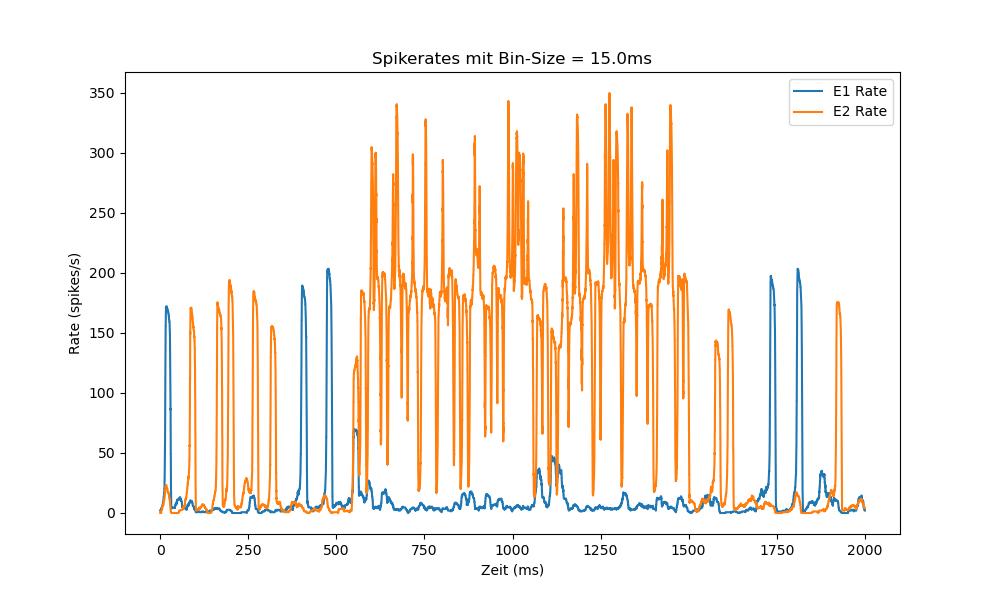 Spikerates mit Bin-Size = 15.0ms
E1 Rate
E2 Rate
Rate (spikes/s)
350
300
250
200
150
100
50
0
0 250 500 750 1000 1250 1500 1750 2000
Zeit (ms)